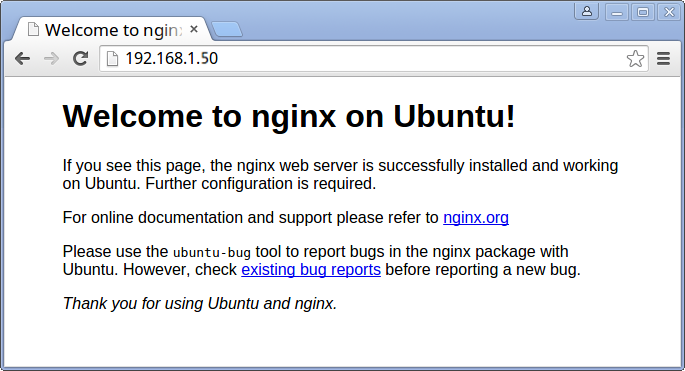 Welcome to ngin
192.168.1.50
Welcome to nginx on Ubuntu!
If you see this page, the nginx web server is successfully installed and working
on Ubuntu. Further configuration is required.
For online documentation and support please refer to nginx.org
Please use the ubuntu-bug tool to report bugs in the nginx package with
Ubuntu. However, check existing bug reports before reporting a new bug.
Thank you for using Ubuntu and nginx.